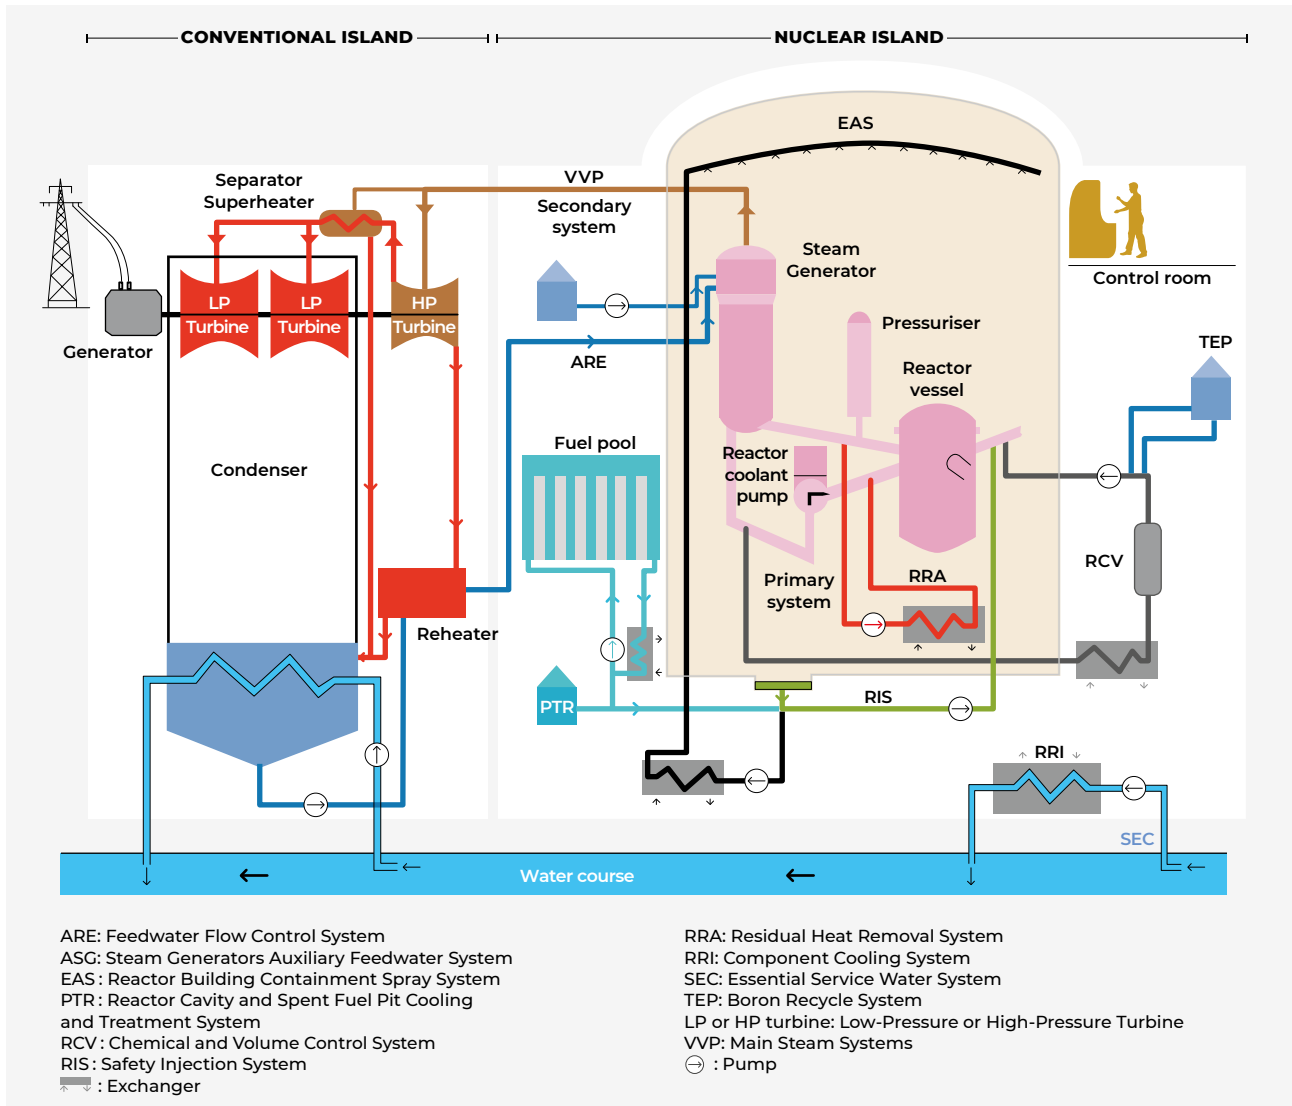 CONVENTIONAL ISLAND
NUCLEAR ISLAND
EAS
VVP
Separator
Superheater
Secondary
system
Steam
Generator
Control room
LP
Turbine
LP
Turbine
HP
Turbine
Generator
Pressuriser
ARE
Reactor
vessel
TEP
Fuel pool
Condenser
Reactor
coolant
pump
RCV
RRA
Primary
system
Reheater
PTR
RIS
RRI
SEC
Water course
ARE: Feedwater Flow Control System
ASG: Steam Generators Auxiliary Feedwater System
EAS : Reactor Building Containment Spray System
PTR : Reactor Cavity and Spent Fuel Pit Cooling
and Treatment System
RCV : Chemical and Volume Control System
RIS : Safety Injection System
: Exchanger
RRA: Residual Heat Removal System
RRI: Component Cooling System
SEC: Essential Service Water System
TEP: Boron Recycle System
LP or HP turbine: Low-Pressure or High-Pressure Turbine
VVP: Main Steam Systems
: Pump